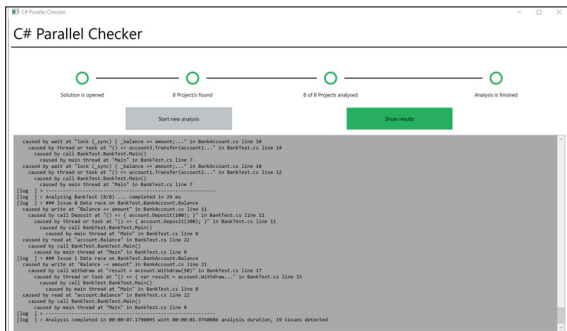 C# Parallel Checker
C# Parallel Checker
Solution is opened
8 Project/s found
8 of 8 Projects analysed
Analysis is finished
Start new analysis
Show results
caused by wait at "lock (_sync) { _balance += amount;..." in BankAccount.cs line 10
caused by thread or task at "() => account3.Transfer(account1..." in BankTest.cs line 14
caused by call BankTest.BankTest.Main()
caused by main thread at "Main" in BankTest.cs line 7
caused by wait at "lock (_sync) { _balance += amount;..." in BankAccount.cs line 10
caused by thread or task at "() => account1.Transfer(account2..." in BankTest.cs line 12
caused by call BankTest.BankTest.Main()
caused by main thread at "Main" in BankTest.cs line 7
[log ] > --------------------------------------------------
[log ] > Analyzing BankTest (8/8) ... completed in 29 ms
[log ] > ### Issue 0 Data race on BankTest.BankAccount.Balance
caused by write at "Balance += amount" in BankAccount.cs line 11
caused by call Deposit at "() => { account.Deposit(100); }" in BankTest.cs line 11
caused by thread or task at "() => { account.Deposit(100); }" in BankTest.cs line 11
caused by call BankTest.BankTest.Main()
caused by main thread at "Main" in BankTest.cs line 8
caused by read at "account.Balance" in BankTest.cs line 22
caused by call BankTest.BankTest.Main()
caused by main thread at "Main" in BankTest.cs line 8
[log ] > ### Issue 1 Data race on BankTest.BankAccount.Balance
caused by write at "Balance -= amount" in BankAccount.cs line 21
caused by call Withdraw at "result = account.Withdraw(50)" in BankTest.cs line 17
caused by thread or task at "() => { var result = account.Withdraw..." in BankTest.cs line 15
caused by call BankTest.BankTest.Main()
caused by main thread at "Main" in BankTest.cs line 8
caused by read at "account.Balance" in BankTest.cs line 22
caused by call BankTest.BankTest.Main()
caused by main thread at "Main" in BankTest.cs line 8
[log ] > --------------------------------------------------
[log ] > Analysis completed in 00:00:07.1790095 with 00:00:01.9760886 analysis duration, 19 issues detected